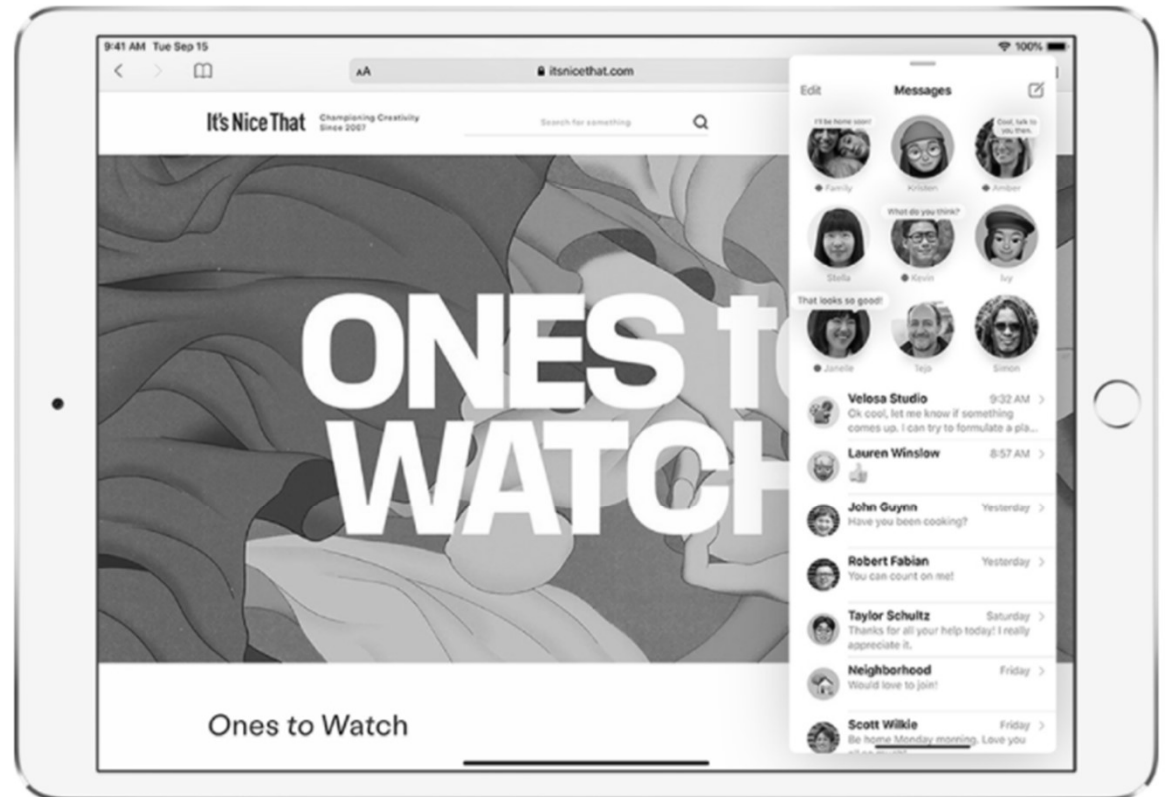 9:41 AM Tue Sep 15
100%
AA
itsnicethat.com
It's Nice That
Championing Creativity
Since 2007
Search for something
ONES to
WATCH
Ones to Watch
Edit
Messages
I'll be home soon!
Cool, talk to
you then.
Family
Kristen
Amber
What do you think?
Stella
Kevin
Ivy
That looks so good!
Janelle
Teja
Simon
Velosa Studio 9:32 AM
Ok cool, let me know if something
comes up. I can try to formulate a pla...
Lauren Winslow 8:57 AM
John Guynn Yesterday
Have you been cooking?
Robert Fabian Yesterday
You can count on me!
Taylor Schultz Saturday
Thanks for all your help today! I really
appreciate it.
Neighborhood Friday
Would love to join!
Scott Wilkie Friday
Be home Monday morning. Love you